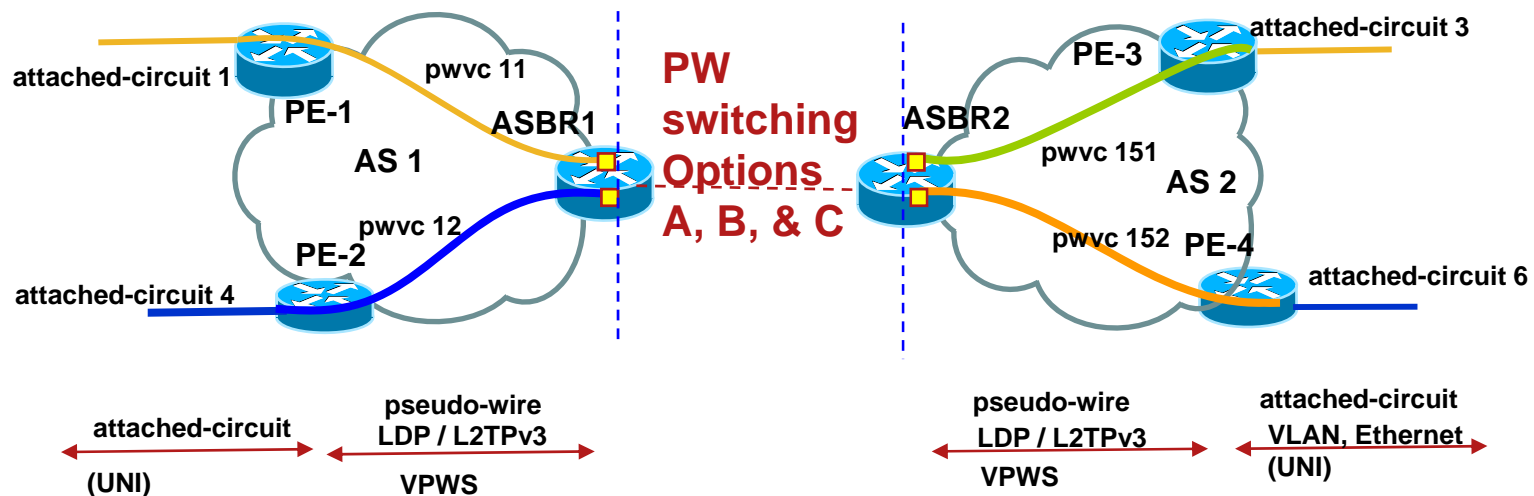 attached-circuit 1
PE-1
pwvc 11
ASBR1
AS 1
pwvc 12
PE-2
attached-circuit 4
PW
switching
Options
A, B, & C
attached-circuit 3
PE-3
ASBR2
pwvc 151
AS 2
pwvc 152
PE-4
attached-circuit 6
attached-circuit
(UNI)
pseudo-wire
LDP / L2TPv3
VPWS
pseudo-wire
LDP / L2TPv3
VPWS
attached-circuit
VLAN, Ethernet
(UNI)